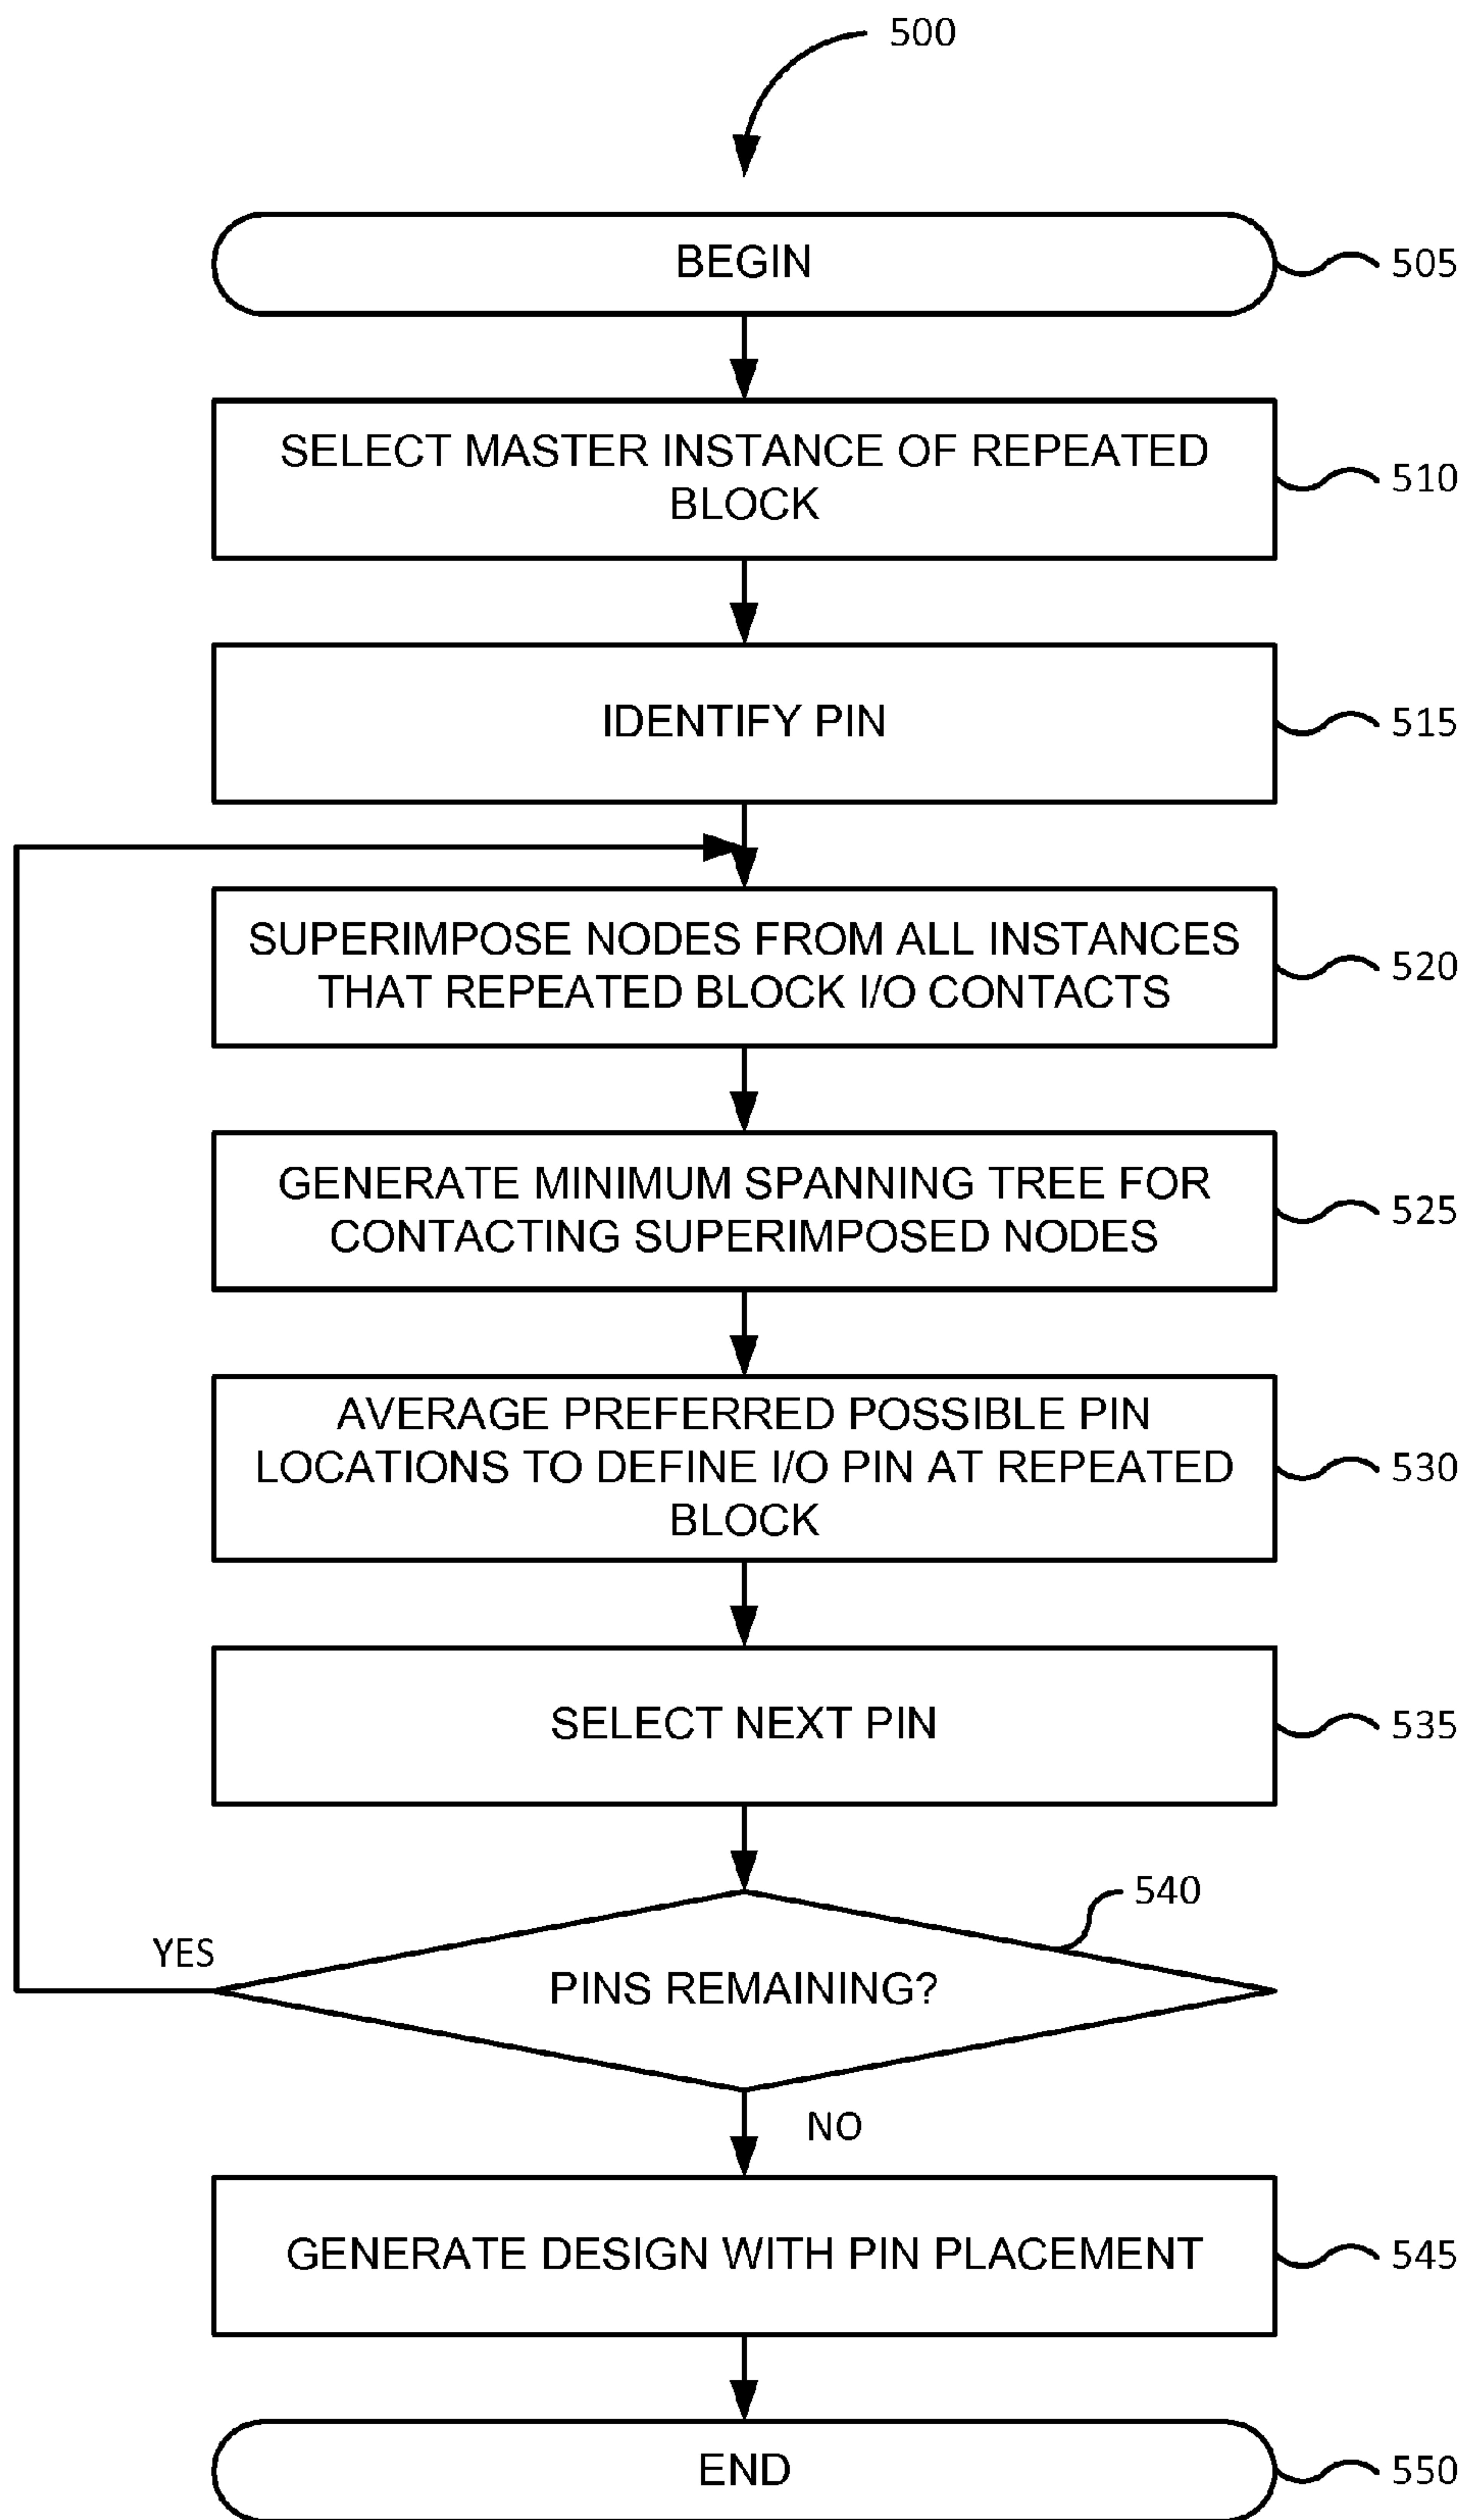 500
BEGIN
505
SELECT MASTER INSTANCE OF REPEATED
BLOCK
510
IDENTIFY PIN
515
SUPERIMPOSE NODES FROM ALL INSTANCES
THAT REPEATED BLOCK I/O CONTACTS
520
GENERATE MINIMUM SPANNING TREE FOR
CONTACTING SUPERIMPOSED NODES
525
AVERAGE PREFERRED POSSIBLE PIN
LOCATIONS TO DEFINE I/O PIN AT REPEATED
BLOCK
530
SELECT NEXT PIN
535
540
YES
PINS REMAINING?
NO
GENERATE DESIGN WITH PIN PLACEMENT
545
END
550